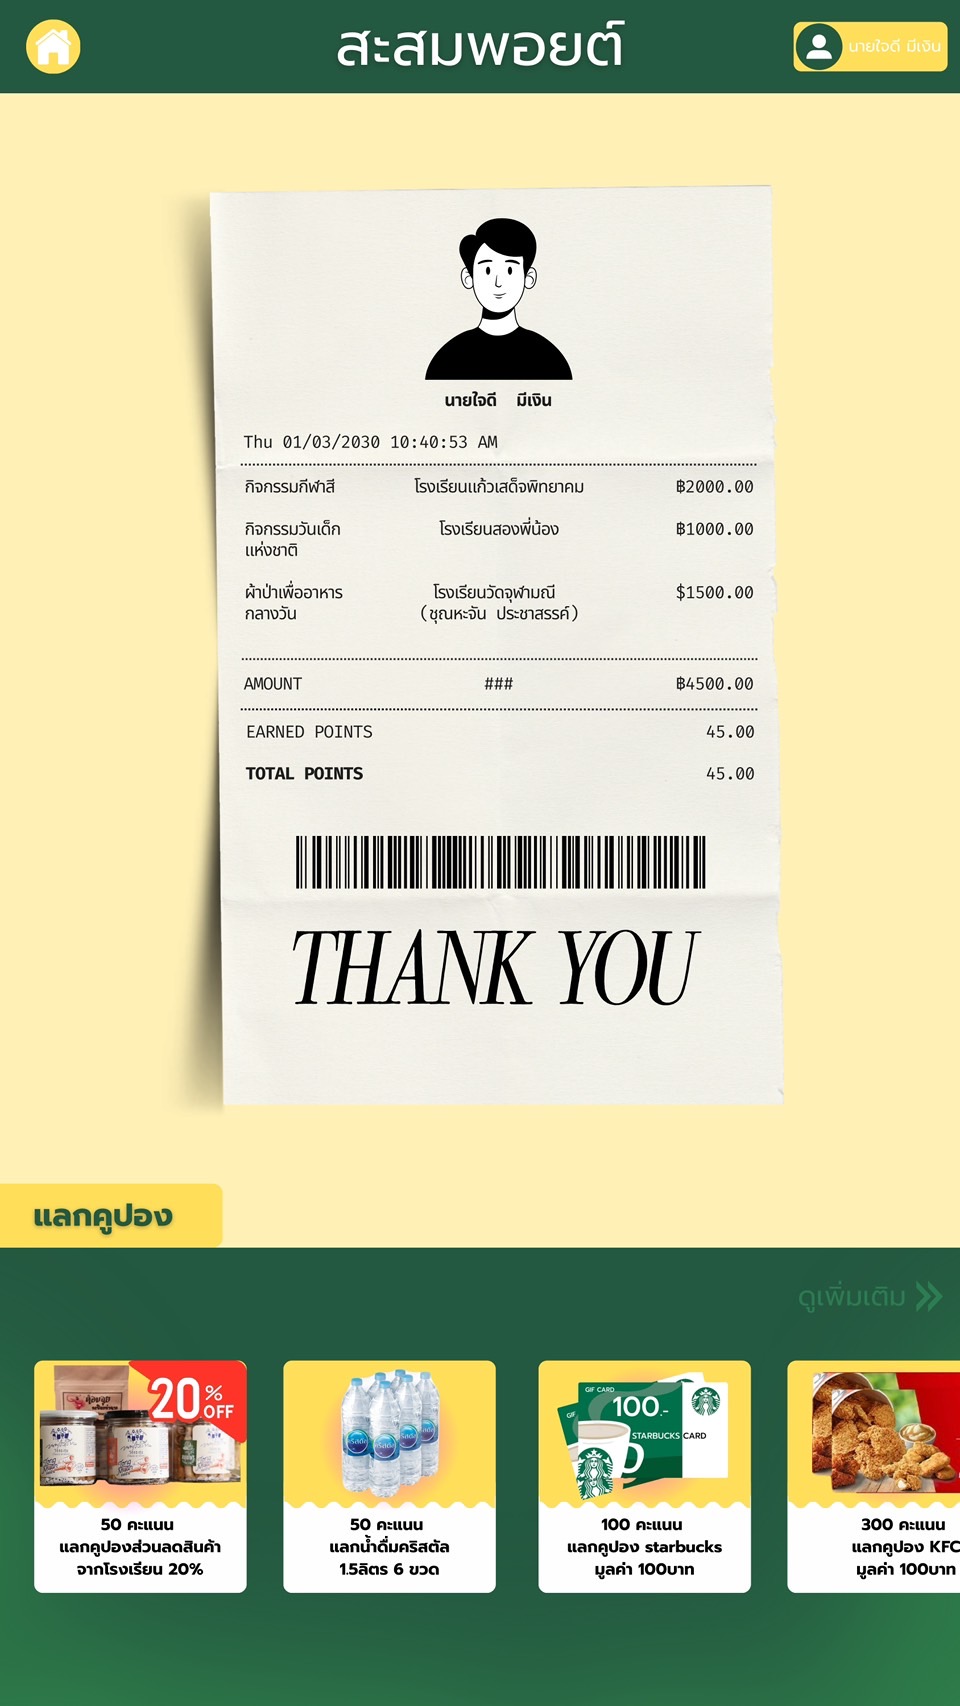 สะสมพอยต์
นายใจดี มีเงิน
นายใจดี มีเงิน
Thu 01/03/2030 10:40:53 AM
กิจกรรมกีฬาสี โรงเรียนแก้วเสด็จพิทยาคม ฿2000.00
กิจกรรมวันเด็ก โรงเรียนสองพี่น้อง ฿1000.00
แห่งชาติ
ผ้าป่าเพื่ออาหาร โรงเรียนวัดจุฬามณี $1500.00
กลางวัน (ชุณหะจัน ประชาสรรค์)
AMOUNT ### ฿4500.00
EARNED POINTS 45.00
TOTAL POINTS 45.00
THANK YOU
แลกคูปอง
ดูเพิ่มเติม
20% OFF
50 คะแนน
แลกคูปองส่วนลดสินค้า
จากโรงเรียน 20%
คริสตัล
50 คะแนน
แลกน้ำดื่มคริสตัล
1.5ลิตร 6 ขวด
GIF CARD
100.-
STARBUCKS CARD
100 คะแนน
แลกคูปอง starbucks
มูลค่า 100บาท
300 คะแนน
แลกคูปอง KFC
มูลค่า 100บาท